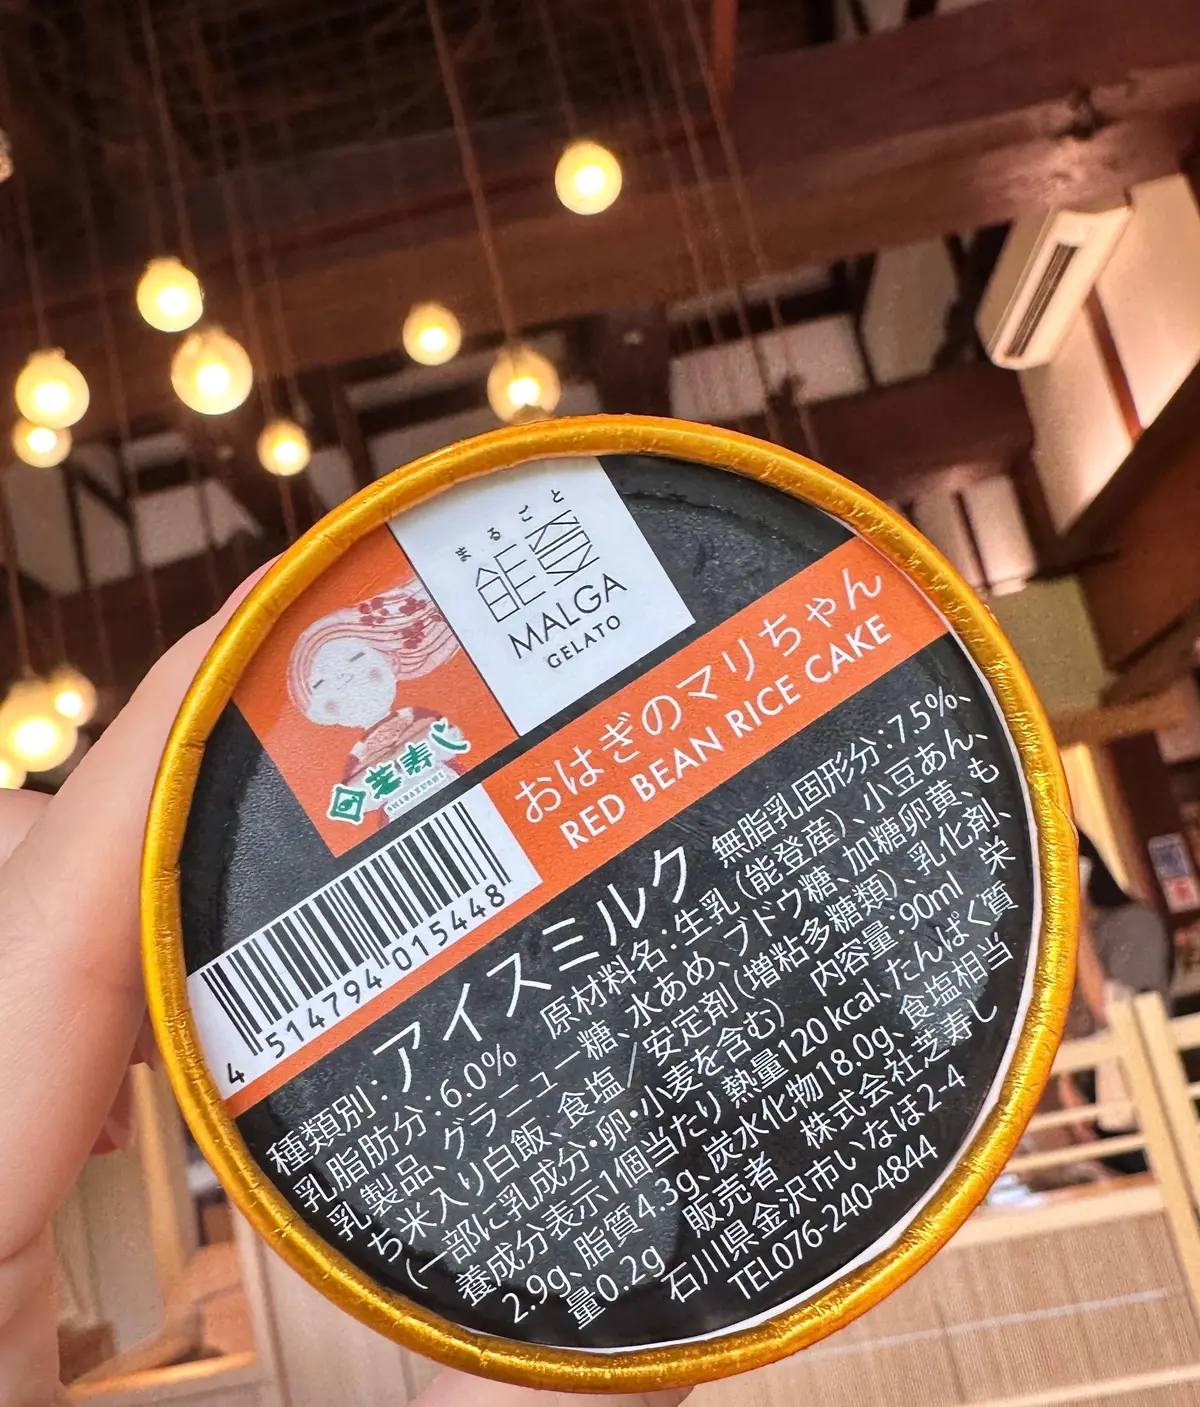 まるごと
能登
MALGA
GELATO
芝寿し
SHIBAZUSHI
おはぎのマリちゃん
RED BEAN RICE CAKE
4 514794 015448
種類別：アイスミルク 無脂乳固形分：7.5%、
乳脂肪分：6.0% 原材料名：生乳（能登産）、小豆あん、
乳製品、グラニュー糖、水あめ、ブドウ糖、加糖卵黄、も
ち米入り白飯、食塩／安定剤（増粘多糖類）、乳化剤、
（一部に乳成分・卵・小麦を含む） 内容量：90ml 栄
養成分表示1個当たり熱量120kcal、たんぱく質
2.9g、脂質4.3g、炭水化物18.0g、食塩相当
量0.2g 販売者 株式会社芝寿し
石川県金沢市いなほ2-4
TEL076-240-4844